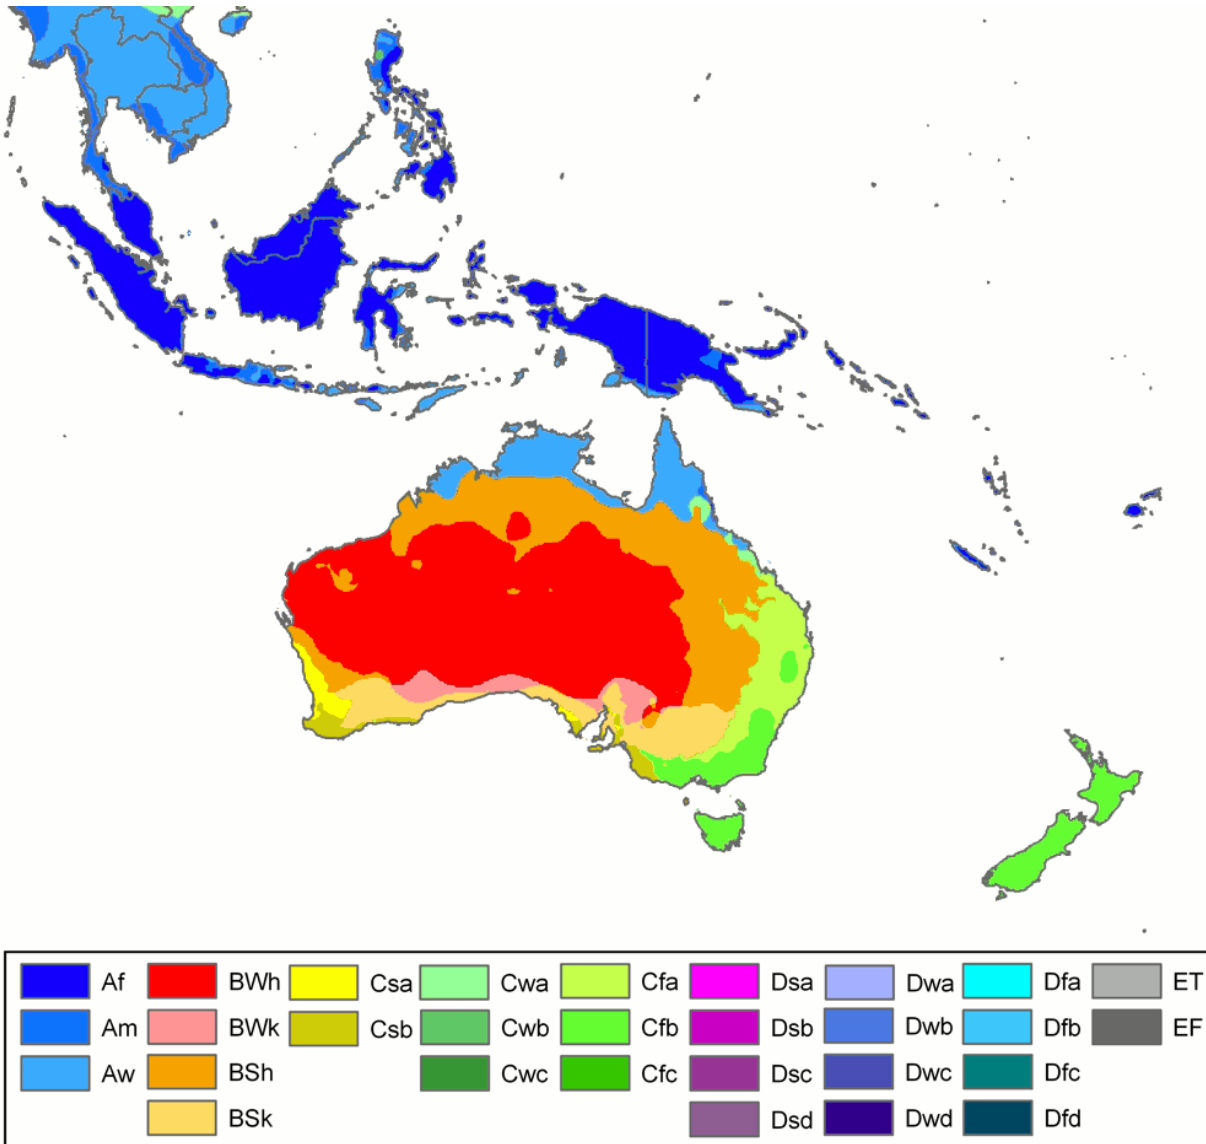 Af BWh Csa Cwa Cfa Dsa Dwa Dfa ET
Am BWk Csb Cwb Cfb Dsb Dwb Dfb EF
Aw BSh Cwc Cfc Dsc Dwc Dfc
BSk Dsd Dwd Dfd